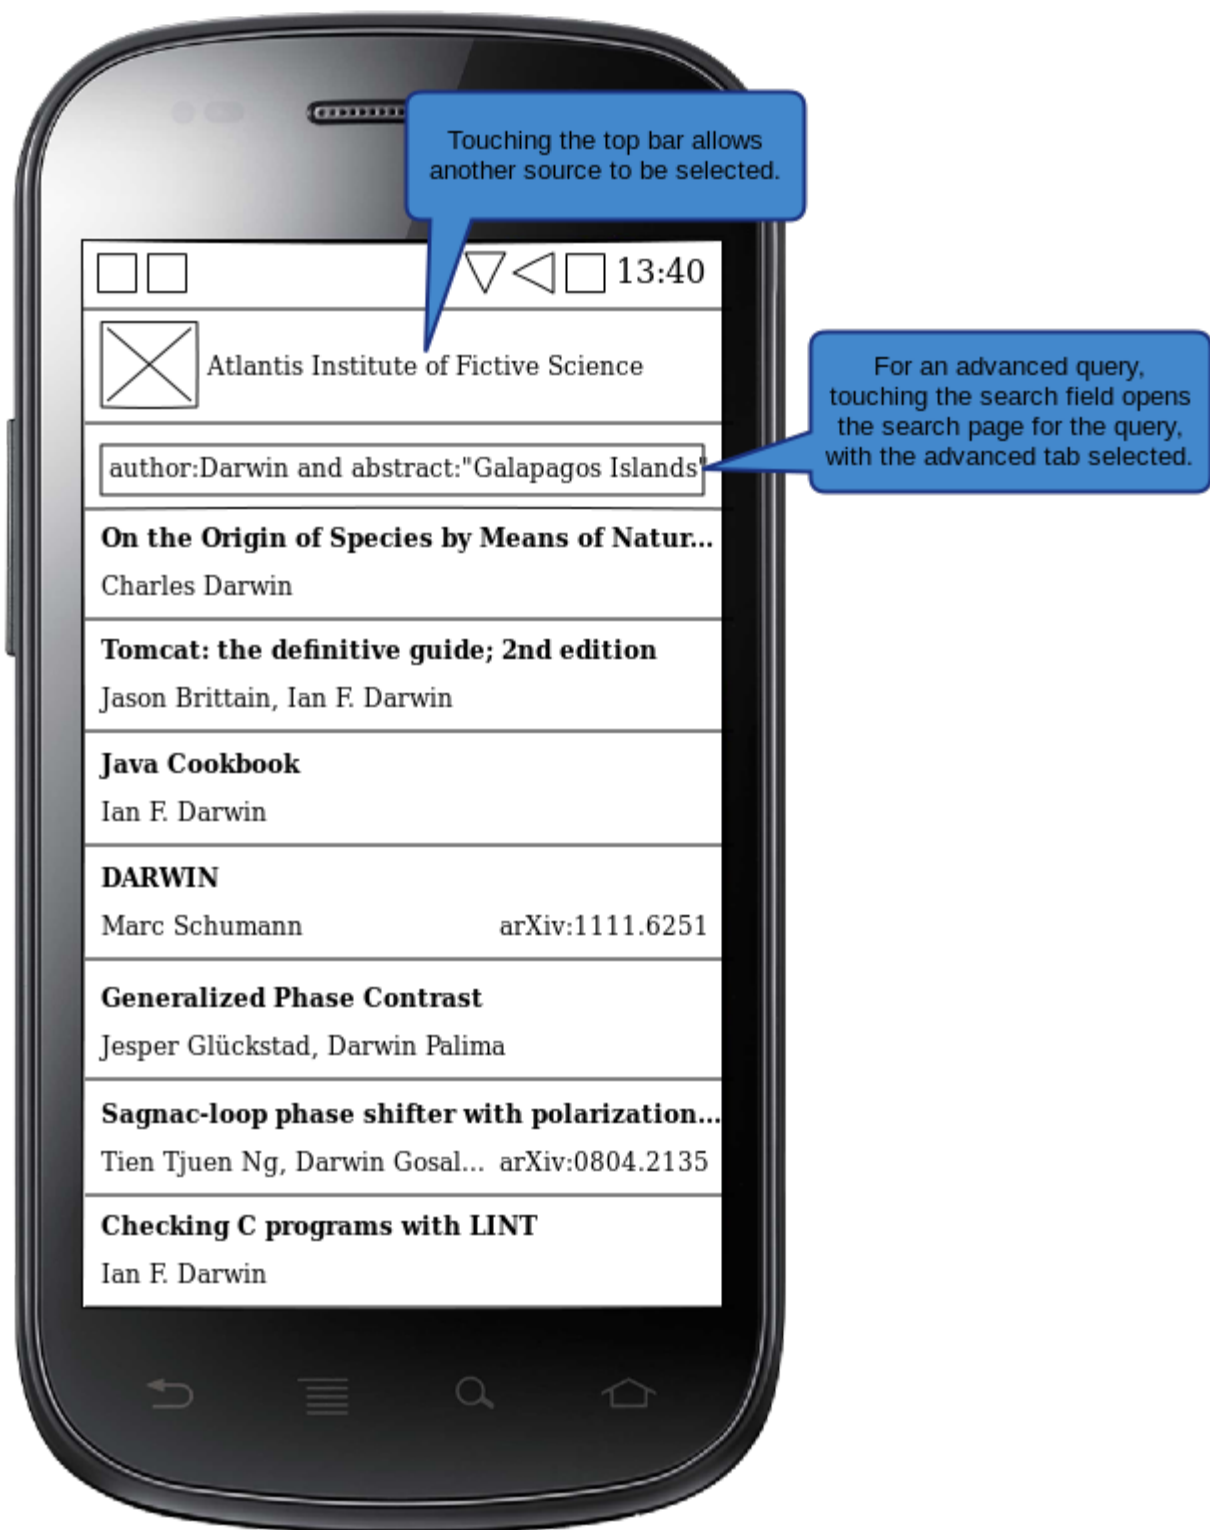 Touching the top bar allows
another source to be selected.
13:40
Atlantis Institute of Fictive Science
For an advanced query,
touching the search field opens
the search page for the query,
with the advanced tab selected.
author:Darwin and abstract:"Galapagos Islands"
On the Origin of Species by Means of Natur...
Charles Darwin
Tomcat: the definitive guide; 2nd edition
Jason Brittain, Ian F. Darwin
Java Cookbook
Ian F. Darwin
DARWIN
Marc Schumann arXiv:1111.6251
Generalized Phase Contrast
Jesper Glückstad, Darwin Palima
Sagnac-loop phase shifter with polarization...
Tien Tjuen Ng, Darwin Gosal... arXiv:0804.2135
Checking C programs with LINT
Ian F. Darwin